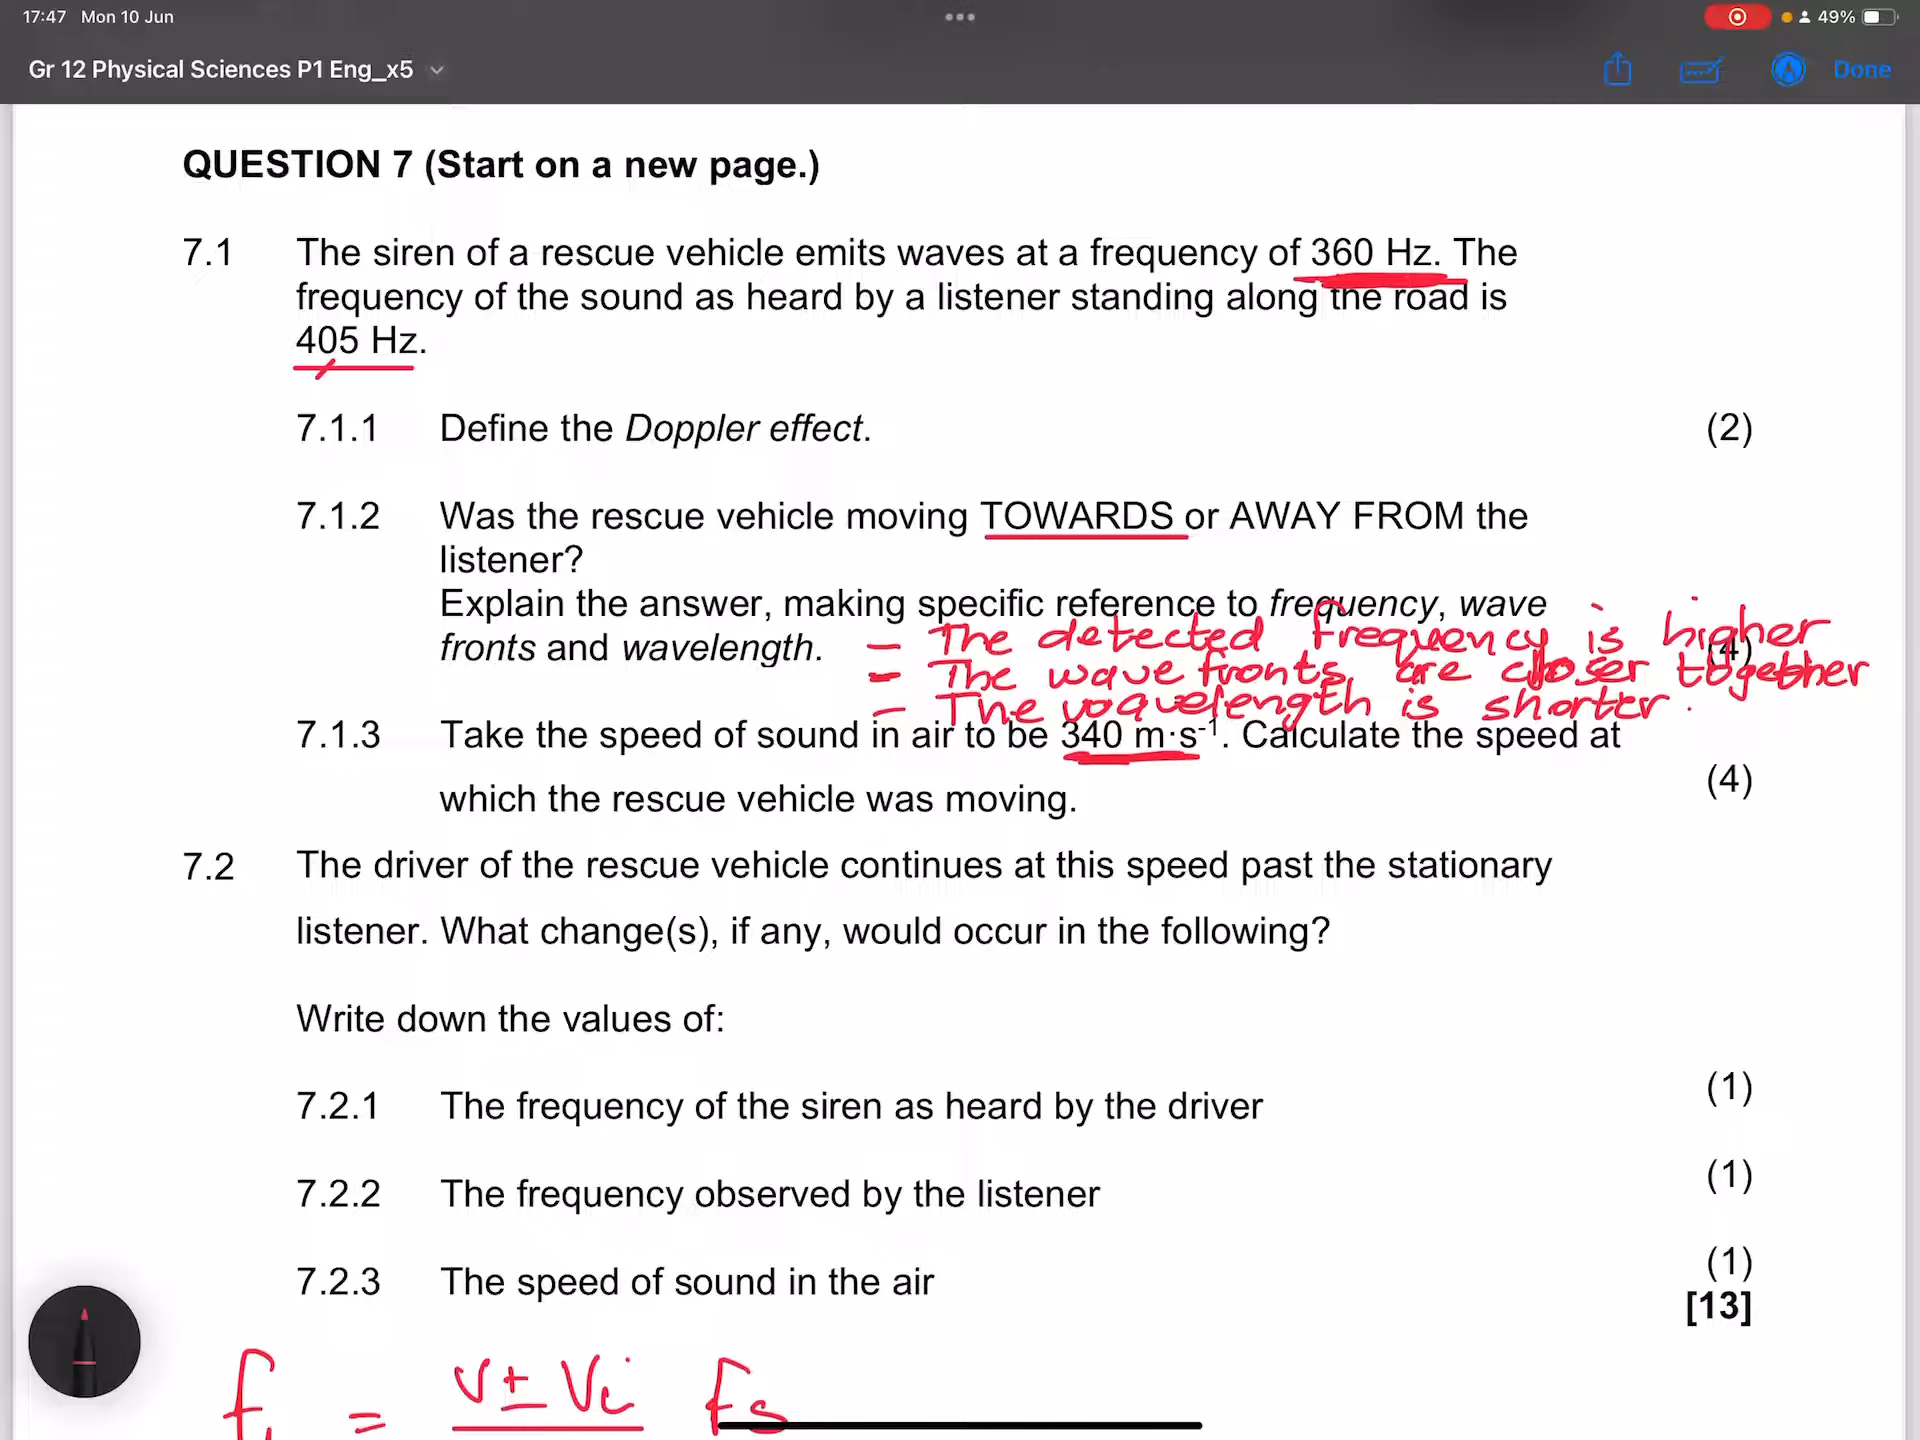 17:47 Mon 10 Jun
49%
Gr 12 Physical Sciences P1 Eng_x5
Done
QUESTION 7 (Start on a new page.)
7.1 The siren of a rescue vehicle emits waves at a frequency of 360 Hz. The
frequency of the sound as heard by a listener standing along the road is
405 Hz.
7.1.1 Define the Doppler effect. (2)
7.1.2 Was the rescue vehicle moving TOWARDS or AWAY FROM the
listener?
Explain the answer, making specific reference to frequency, wave
fronts and wavelength. (4)
- The detected frequency is higher
- The wave fronts are closer together
- The wavelength is shorter.
7.1.3 Take the speed of sound in air to be 340 m·s-1. Calculate the speed at
which the rescue vehicle was moving. (4)
7.2 The driver of the rescue vehicle continues at this speed past the stationary
listener. What change(s), if any, would occur in the following?
Write down the values of:
7.2.1 The frequency of the siren as heard by the driver (1)
7.2.2 The frequency observed by the listener (1)
7.2.3 The speed of sound in the air (1)
[13]
= v ± vL fs